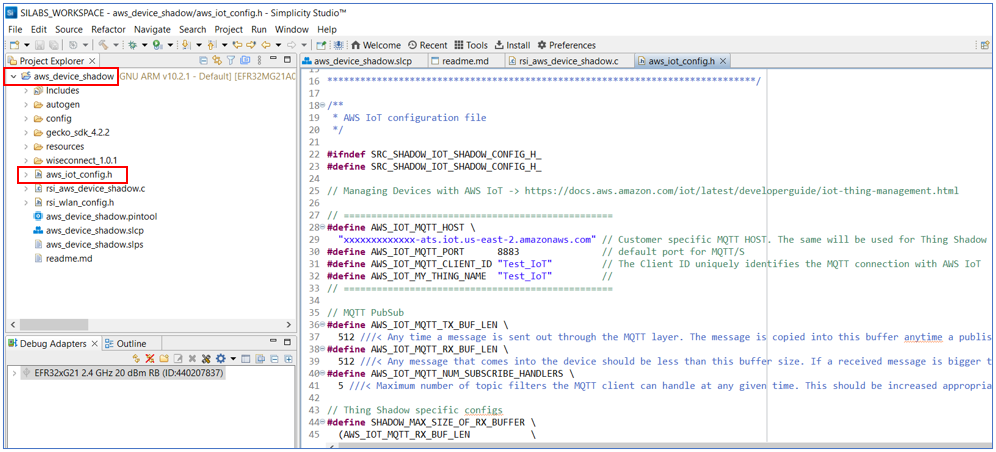 SILABS_WORKSPACE - aws_device_shadow/aws_iot_config.h - Simplicity Studio™
File Edit Source Refactor Navigate Search Project Run Window Help
Welcome Recent Tools Install Preferences
Project Explorer
aws_device_shadow GNU ARM v10.2.1 - Default] [EFR32MG21A0
Includes
autogen
config
gecko_sdk_4.2.2
resources
wiseconnect_1.0.1
aws_iot_config.h
rsi_aws_device_shadow.c
rsi_wlan_config.h
aws_device_shadow.pintool
aws_device_shadow.slcp
aws_device_shadow.slps
readme.md
Debug Adapters Outline
EFR32xG21 2.4 GHz 20 dBm RB (ID:440207837)
aws_device_shadow.slcp readme.md rsi_aws_device_shadow.c aws_iot_config.h
15
16 ******************************************************************************/
17
18 /**
19 * AWS IoT configuration file
20 */
21
22 #ifndef SRC_SHADOW_IOT_SHADOW_CONFIG_H_
23 #define SRC_SHADOW_IOT_SHADOW_CONFIG_H_
24
25 // Managing Devices with AWS IoT -> https://docs.aws.amazon.com/iot/latest/developerguide/iot-thing-management.html
26
27 // =================================================
28 #define AWS_IOT_MQTT_HOST \
29 "xxxxxxxxxxxxx-ats.iot.us-east-2.amazonaws.com" // Customer specific MQTT HOST. The same will be used for Thing Shadow
30 #define AWS_IOT_MQTT_PORT 8883 // default port for MQTT/S
31 #define AWS_IOT_MQTT_CLIENT_ID "Test_IoT" // The Client ID uniquely identifies the MQTT connection with AWS IoT
32 #define AWS_IOT_MY_THING_NAME "Test_IoT" //
33 // =================================================
34
35 // MQTT PubSub
36 #define AWS_IOT_MQTT_TX_BUF_LEN \
37 512 ///< Any time a message is sent out through the MQTT layer. The message is copied into this buffer anytime a publis
38 #define AWS_IOT_MQTT_RX_BUF_LEN \
39 512 ///< Any message that comes into the device should be less than this buffer size. If a received message is bigger t
40 #define AWS_IOT_MQTT_NUM_SUBSCRIBE_HANDLERS \
41 5 ///< Maximum number of topic filters the MQTT client can handle at any given time. This should be increased appropria
42
43 // Thing Shadow specific configs
44 #define SHADOW_MAX_SIZE_OF_RX_BUFFER \
45 (AWS_IOT_MQTT_RX_BUF_LEN \